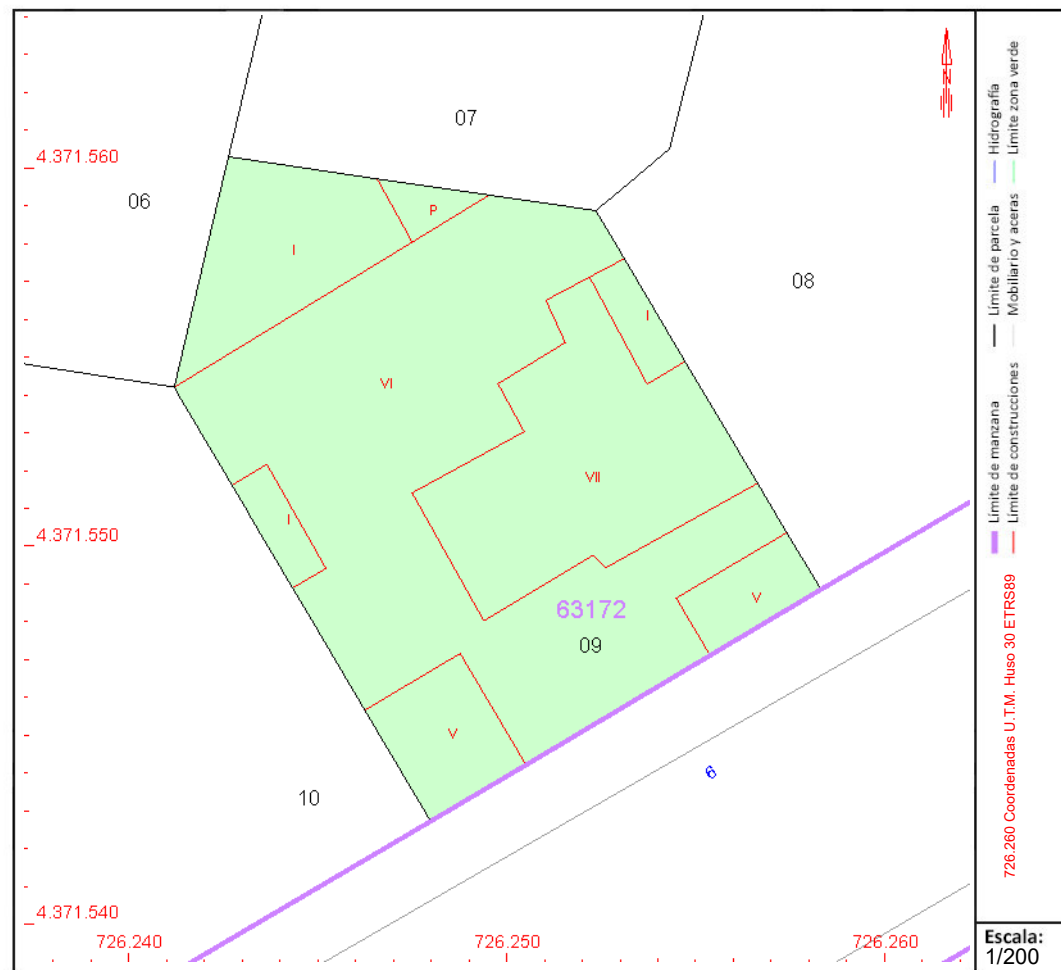 07
4.371.560
06
P
I
08
I
VI
VII
4.371.550
I
63172
V
09
V
6
10
4.371.540
726.240
726.250
726.260
N
Hidrografía
Límite zona verde
Límite de parcela
Mobiliario y aceras
Límite de manzana
Límite de construcciones
726.260 Coordenadas U.T.M. Huso 30 ETRS89
Escala:
1/200